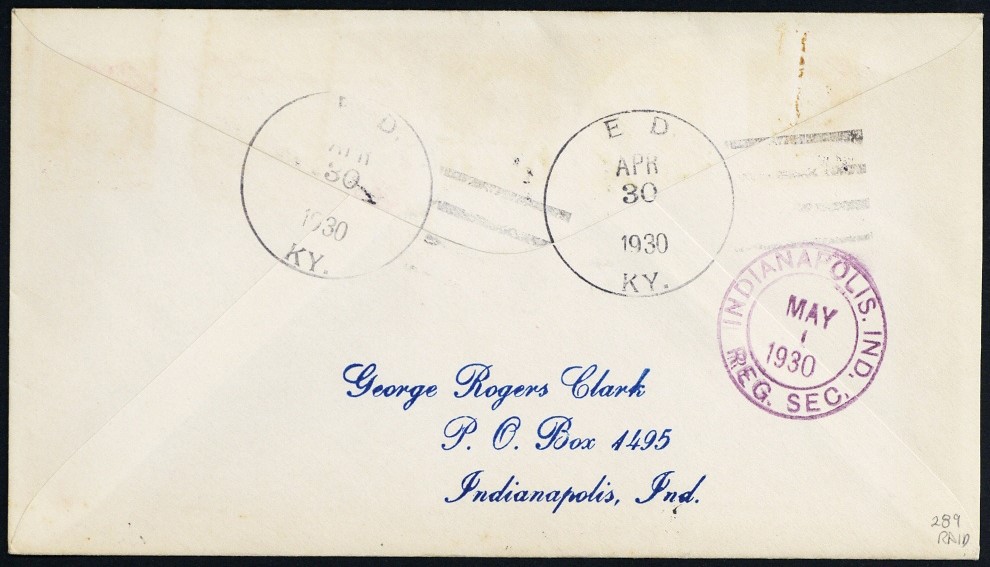 E D.
APR
30
1930
KY.
E D.
APR
30
1930
KY.
INDIANAPOLIS, IND.
MAY
1
1930
REG. SEC.
George Rogers Clark
P. O. Box 1495
Indianapolis, Ind.
289
RAID